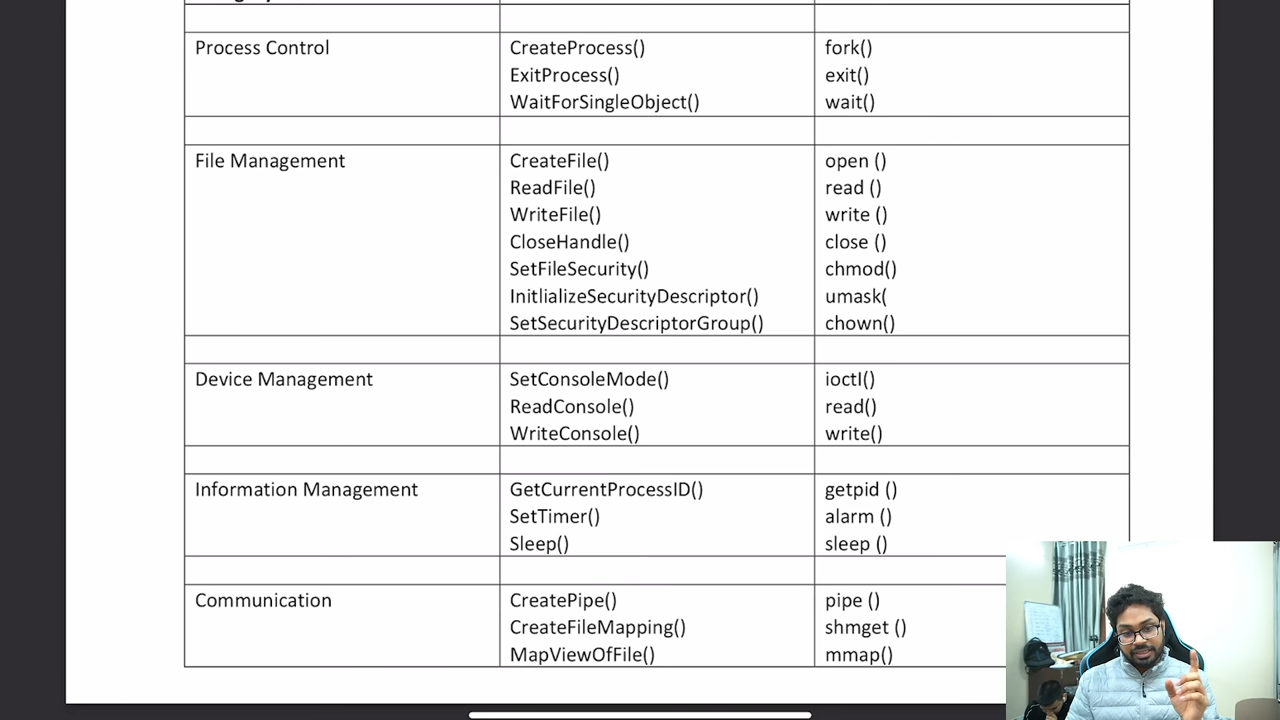 Process Control
CreateProcess()
fork()
ExitProcess()
exit()
WaitForSingleObject()
wait()
File Management
CreateFile()
open ()
ReadFile()
read ()
WriteFile()
write ()
CloseHandle()
close ()
SetFileSecurity()
chmod()
InitlializeSecurityDescriptor()
umask(
SetSecurityDescriptorGroup()
chown()
Device Management
SetConsoleMode()
ioctl()
ReadConsole()
read()
WriteConsole()
write()
Information Management
GetCurrentProcessID()
getpid ()
SetTimer()
alarm ()
Sleep()
sleep ()
Communication
CreatePipe()
pipe ()
CreateFileMapping()
shmget ()
MapViewOfFile()
mmap()